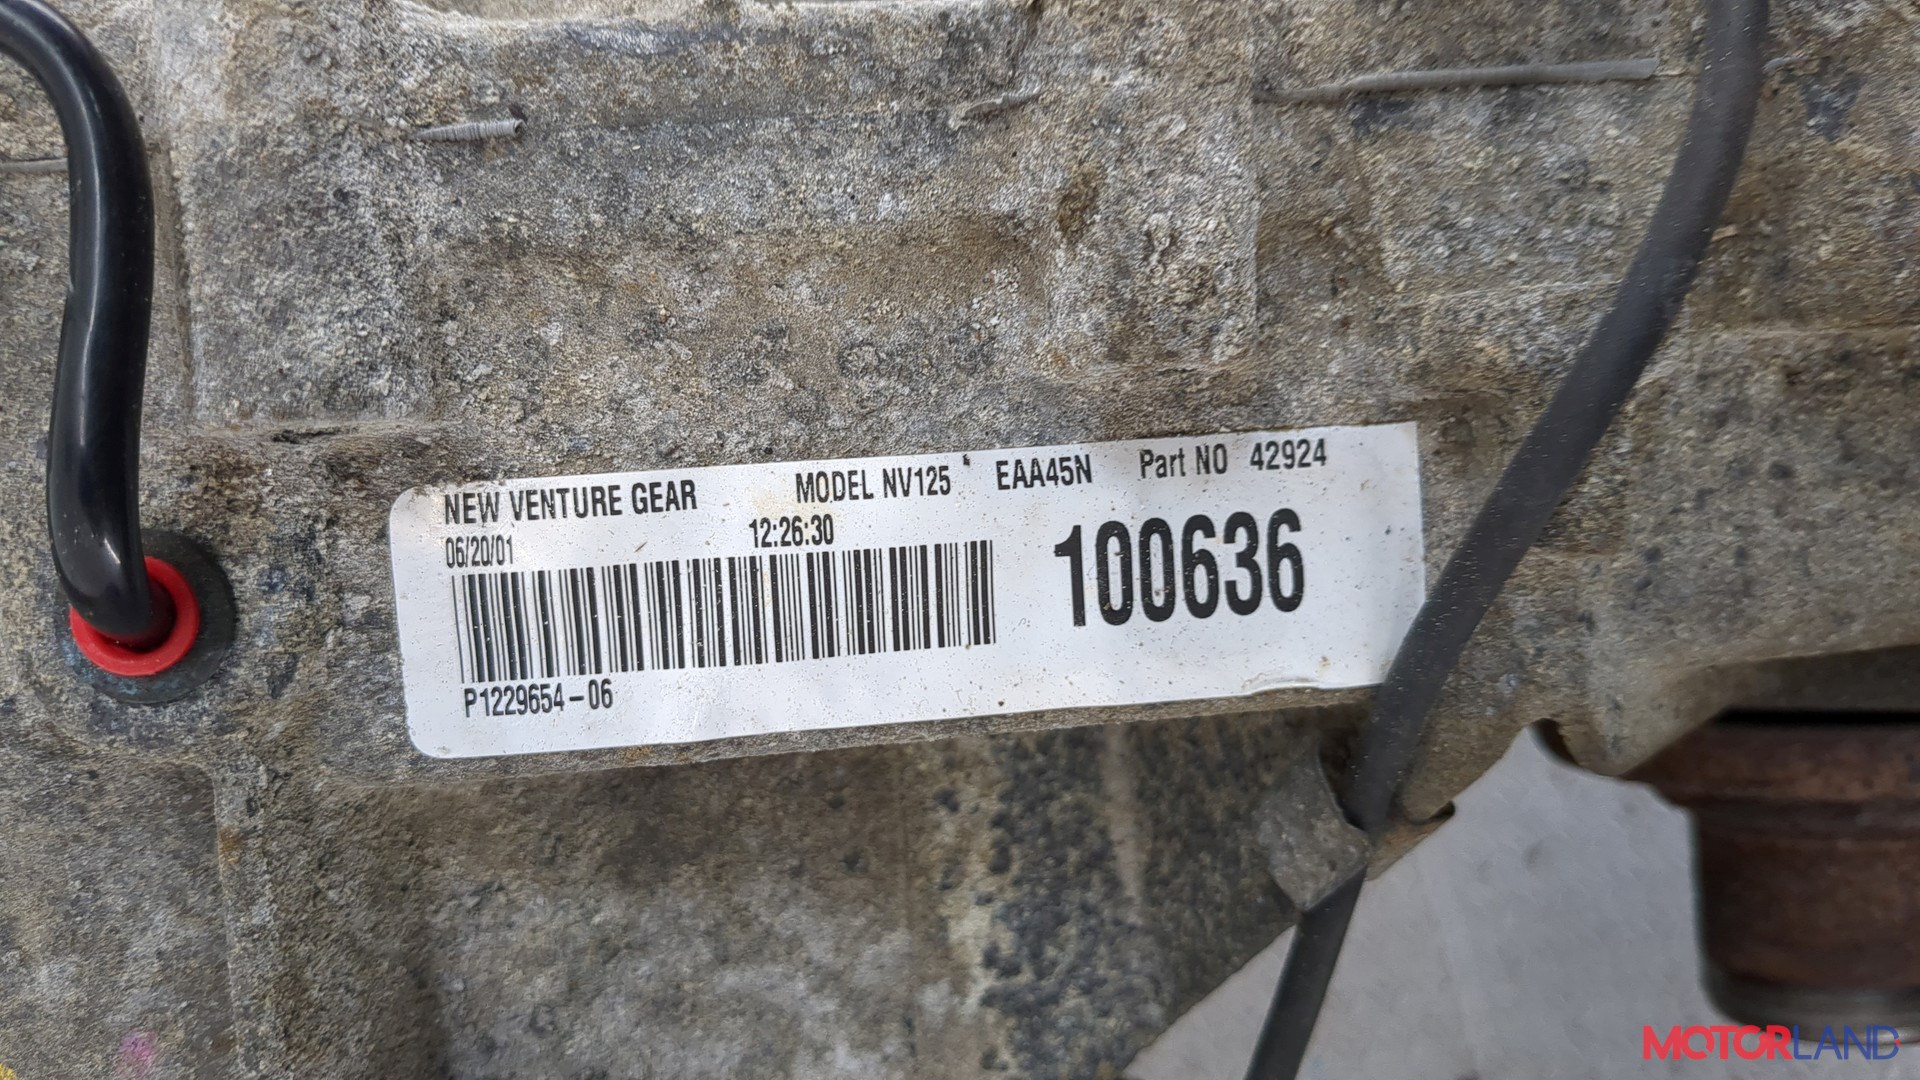 NEW VENTURE GEAR MODEL NV125 EAA45N Part NO 42924
06/20/01 12:26:30
100636
P1229654-06
MOTORLAND